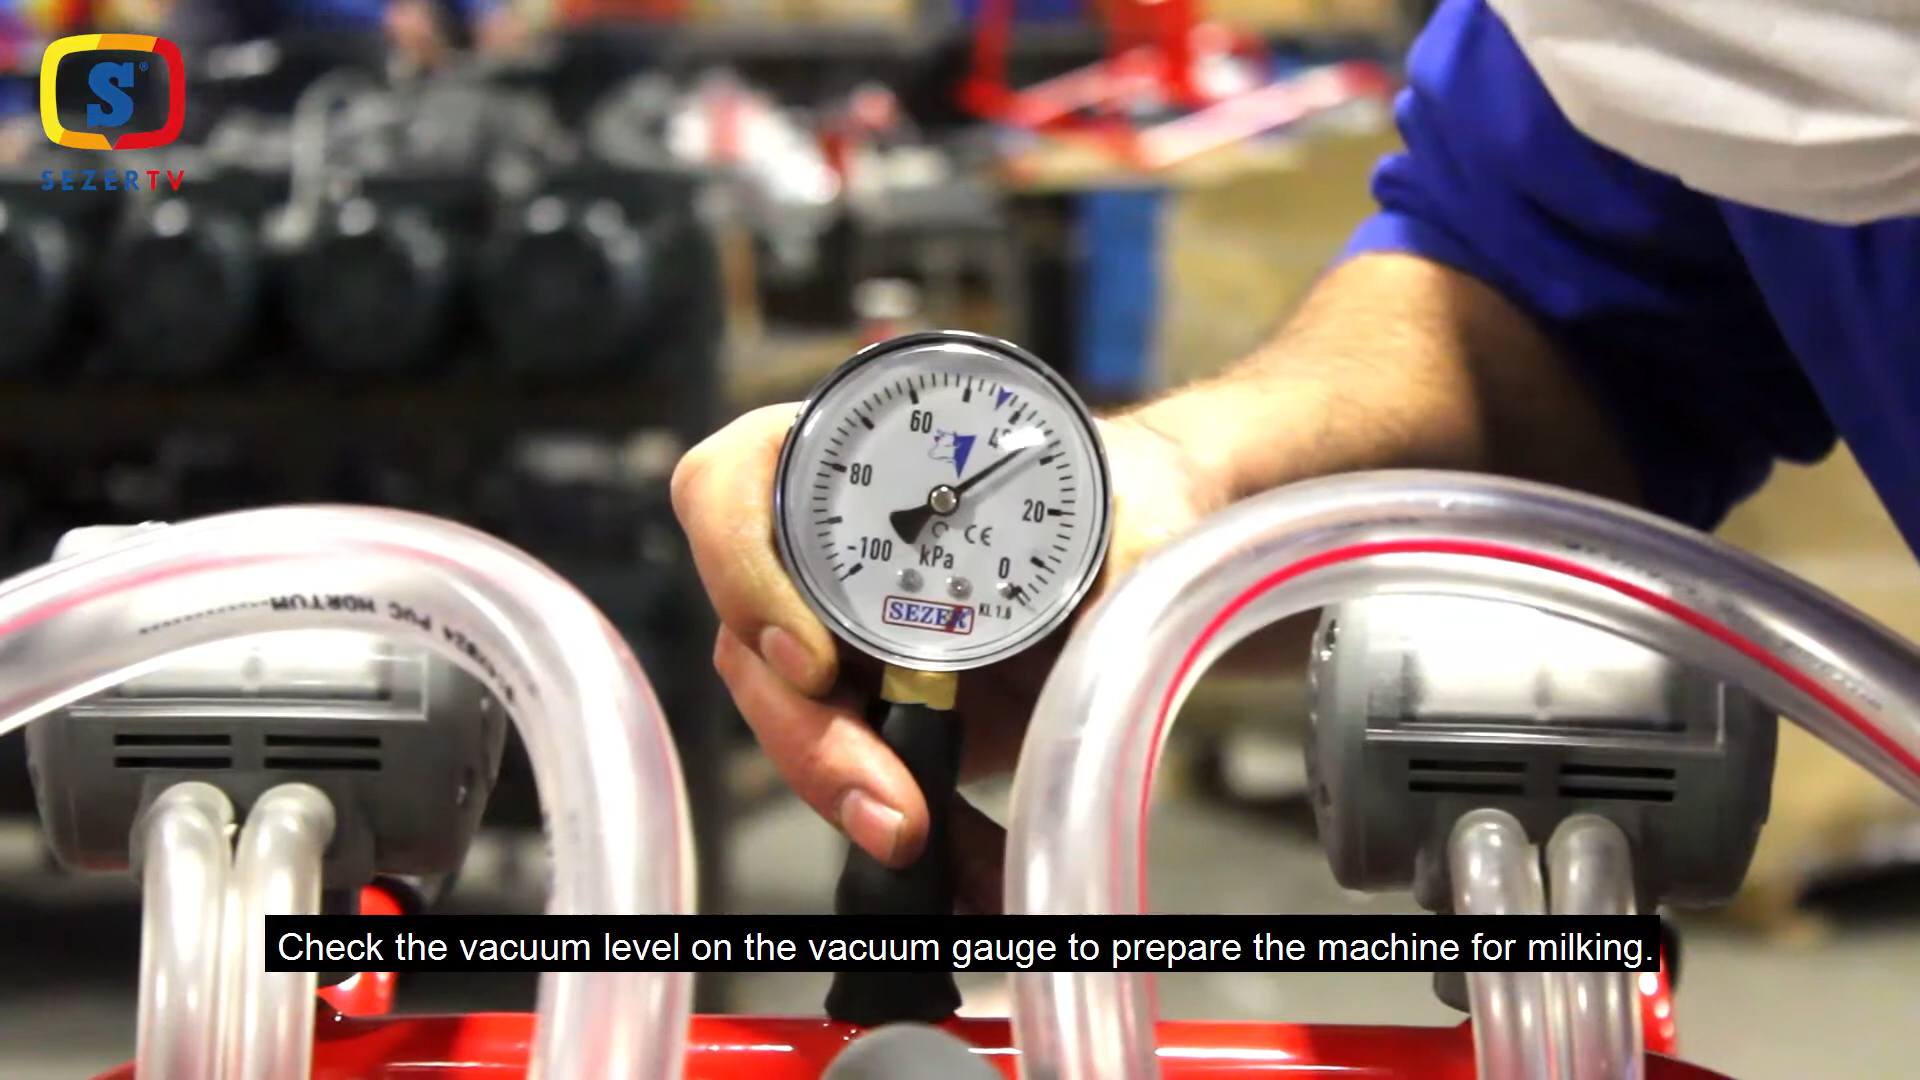 S®
SEZERTV
60
80
20
-100
kPa
CE
0
SEZER
KL 1.6
Check the vacuum level on the vacuum gauge to prepare the machine for milking.